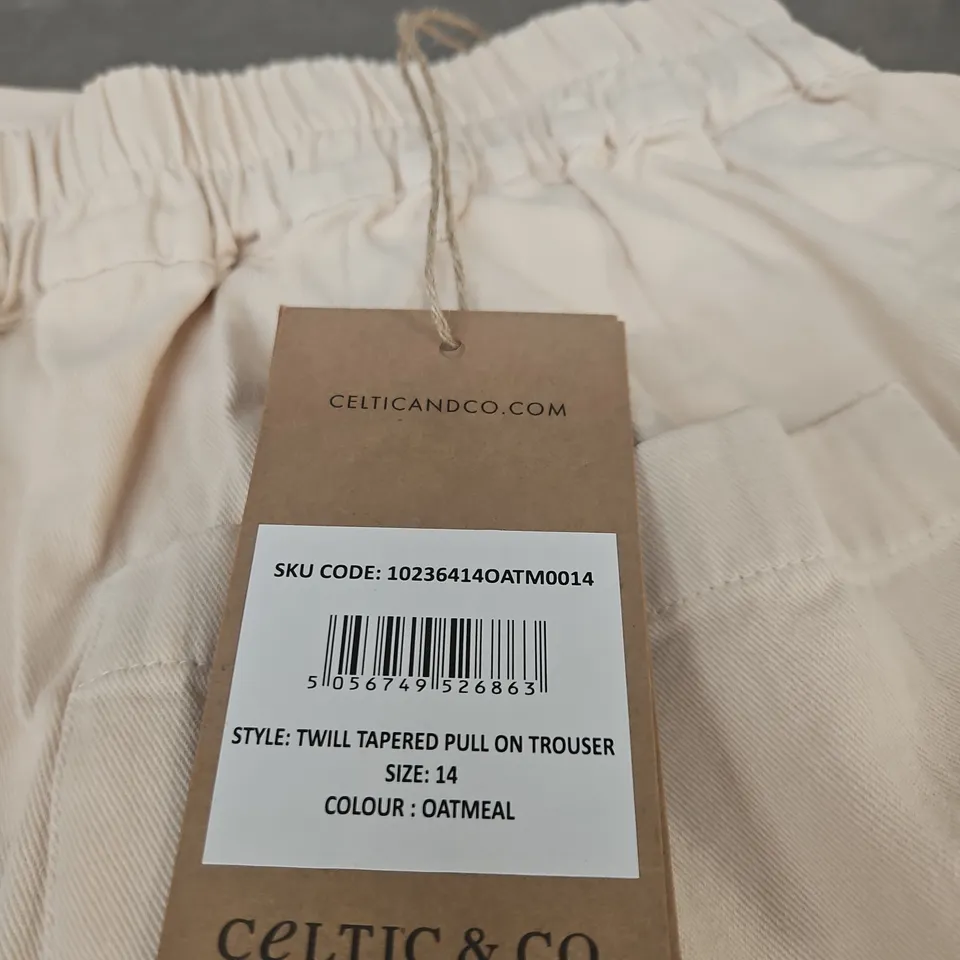 CELTICANDCO.COM
SKU CODE: 10236414OATM0014
5 056749 526863
STYLE: TWILL TAPERED PULL ON TROUSER
SIZE: 14
COLOUR : OATMEAL
CeLTIC & CO